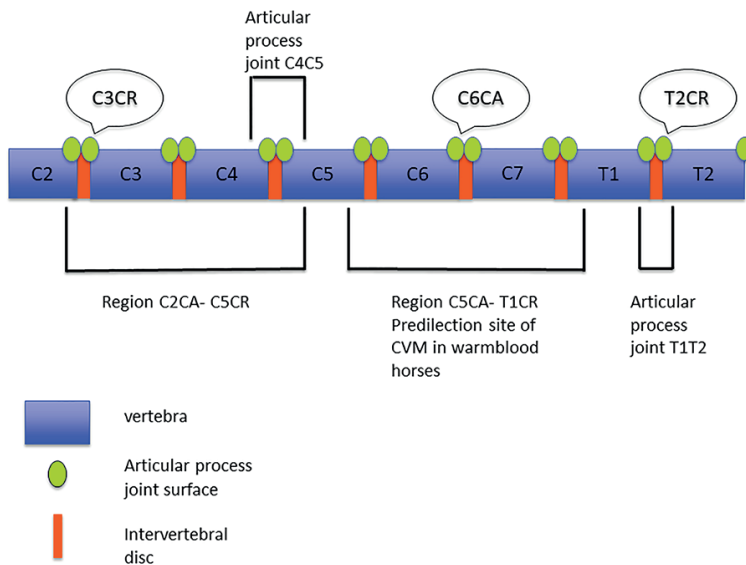 Articular
process
joint C4C5
C3CR
C6CA
T2CR
C2 C3 C4 C5 C6 C7 T1 T2
Region C2CA- C5CR
Region C5CA- T1CR
Predilection site of
CVM in warmblood
horses
Articular
process
joint T1T2
vertebra
Articular process
joint surface
Intervertebral
disc